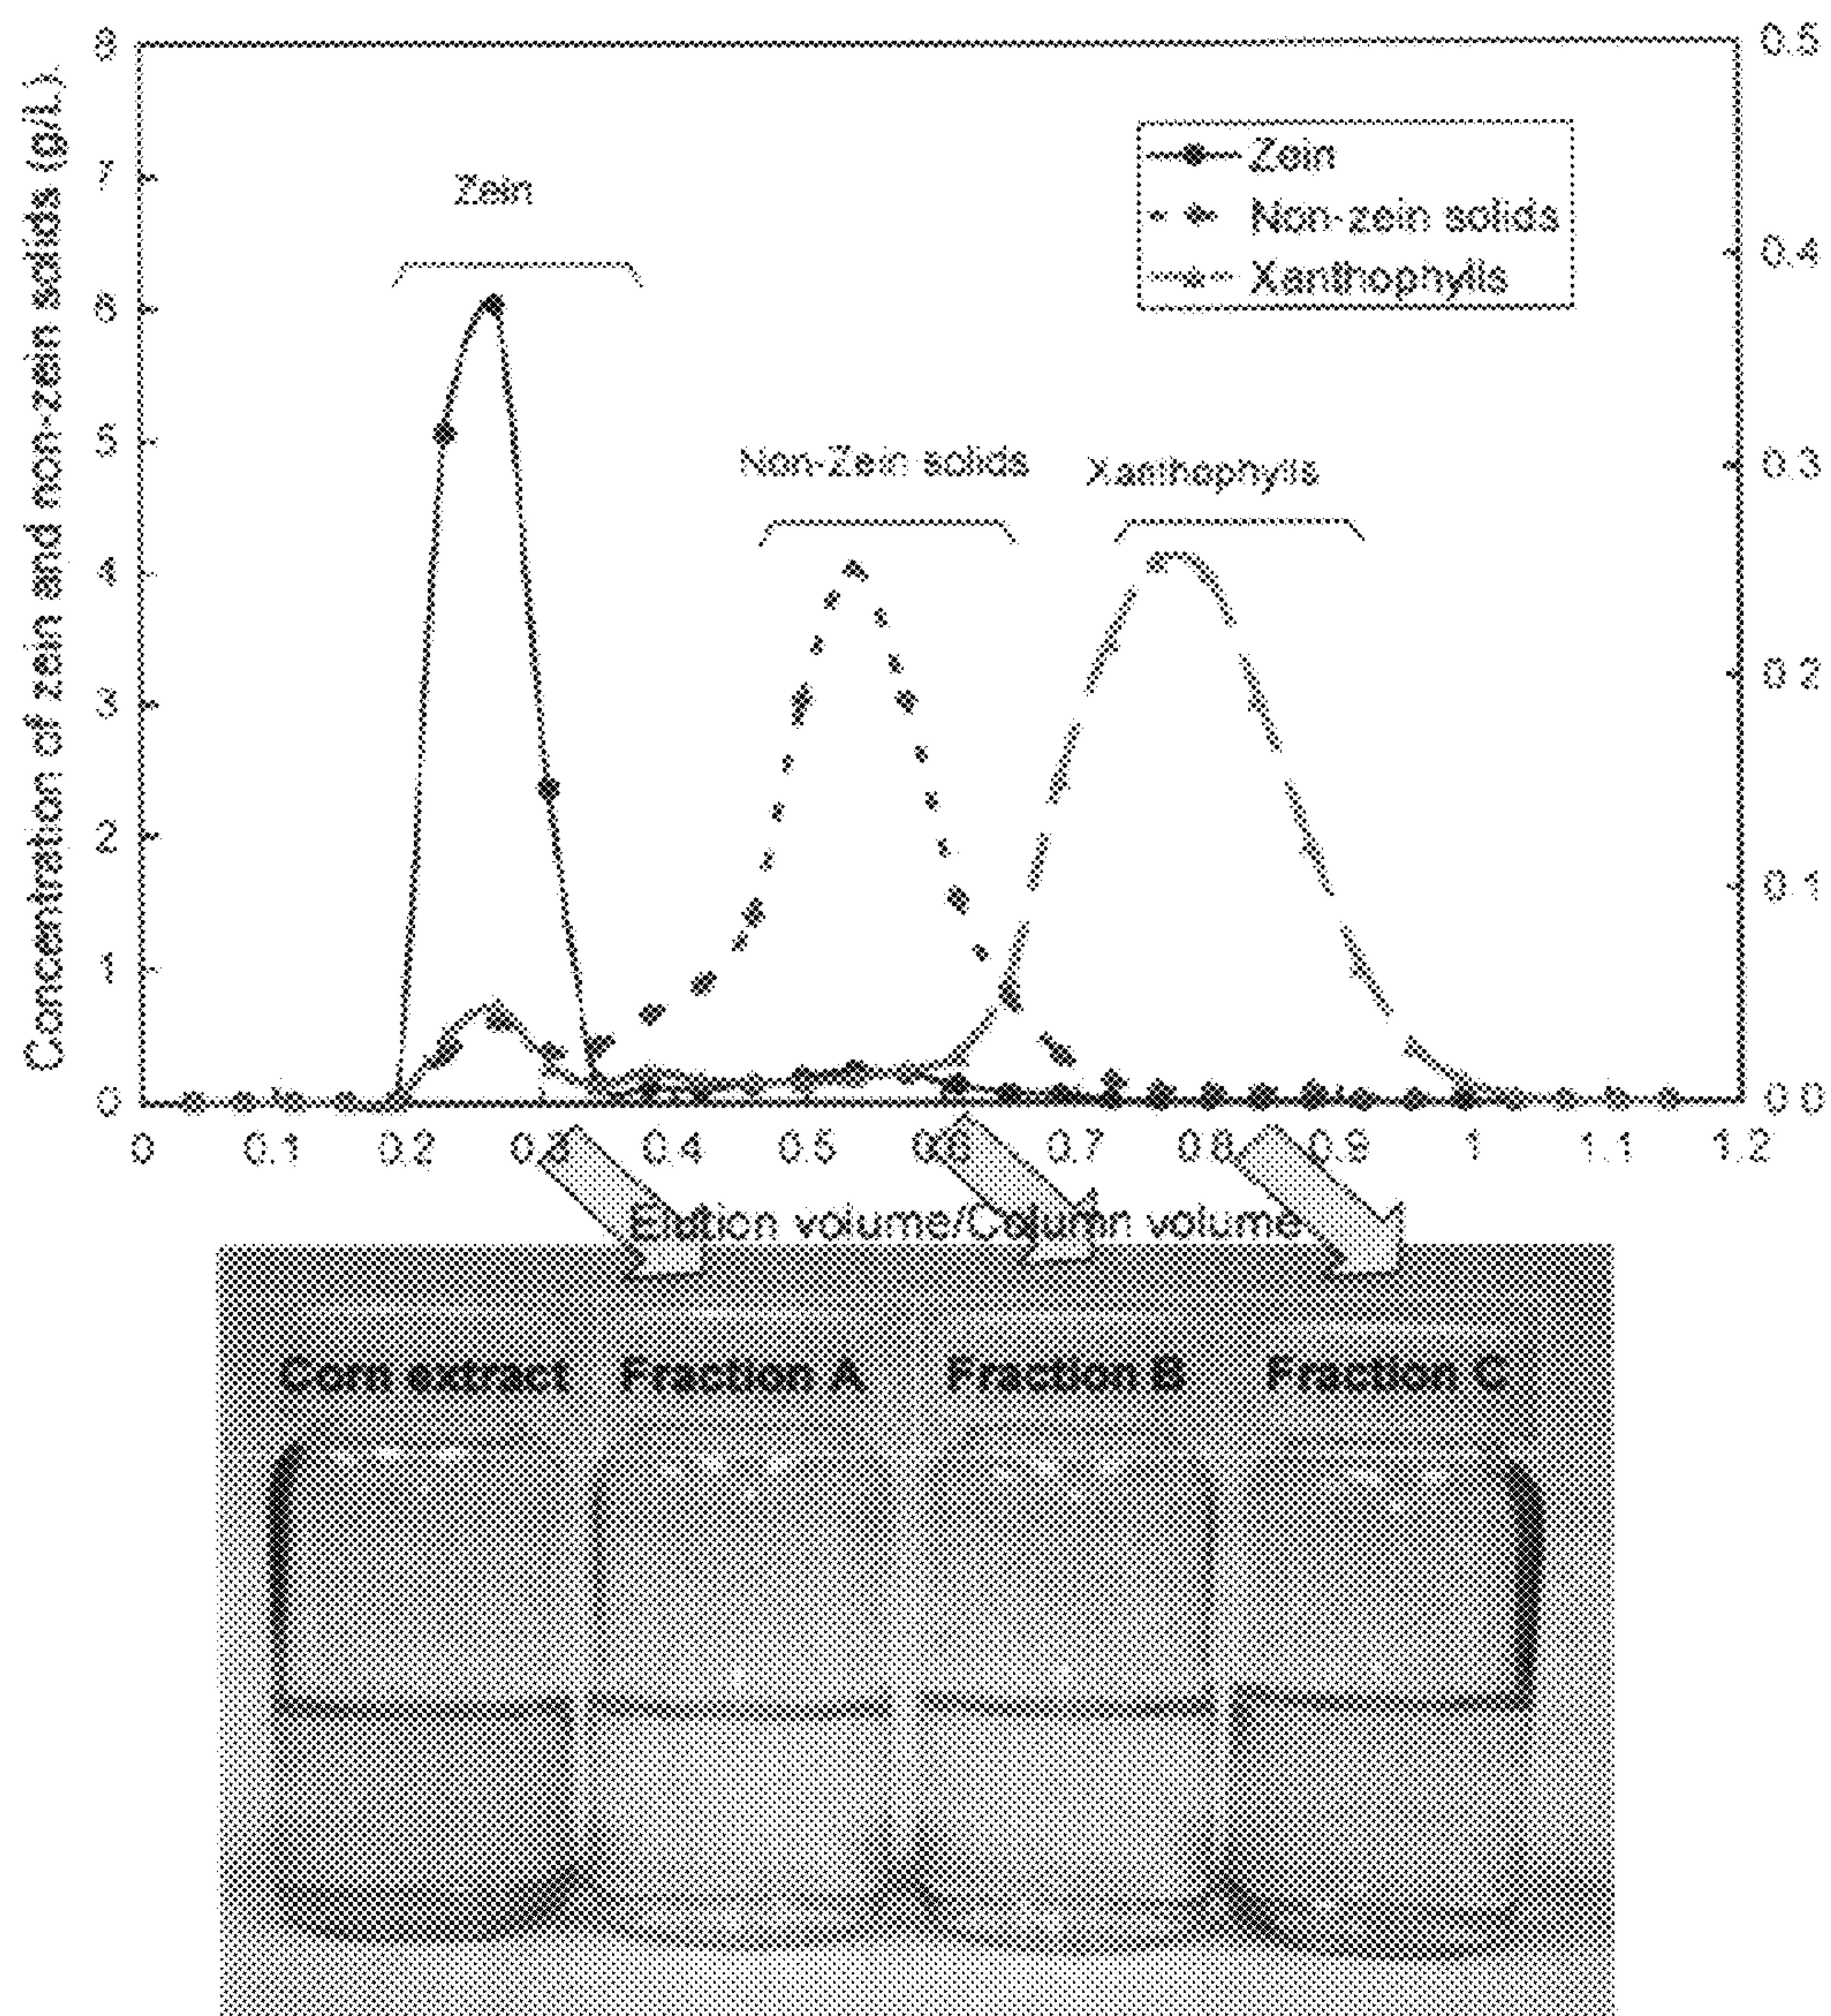 Concentration of zein and non-zein solids (g/L)
8
7
6
5
4
3
2
1
0
0.5
0.4
0.3
0.2
0.1
0.0
Zein
Non-zein solids
Xanthophylls
Zein
Non-Zein solids
Xanthophylls
0 0.1 0.2 0.3 0.4 0.5 0.6 0.7 0.8 0.9 1 1.1 1.2
Elution volume/Column volume
Corn extract Fraction A Fraction B Fraction C